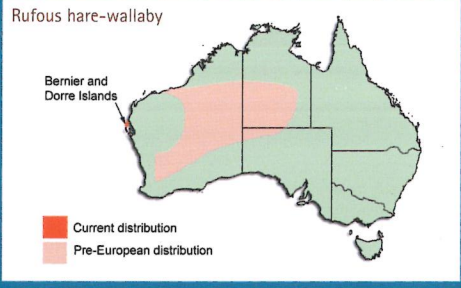 Rufous hare-wallaby
Bernier and
Dorre Islands
Current distribution
Pre-European distribution